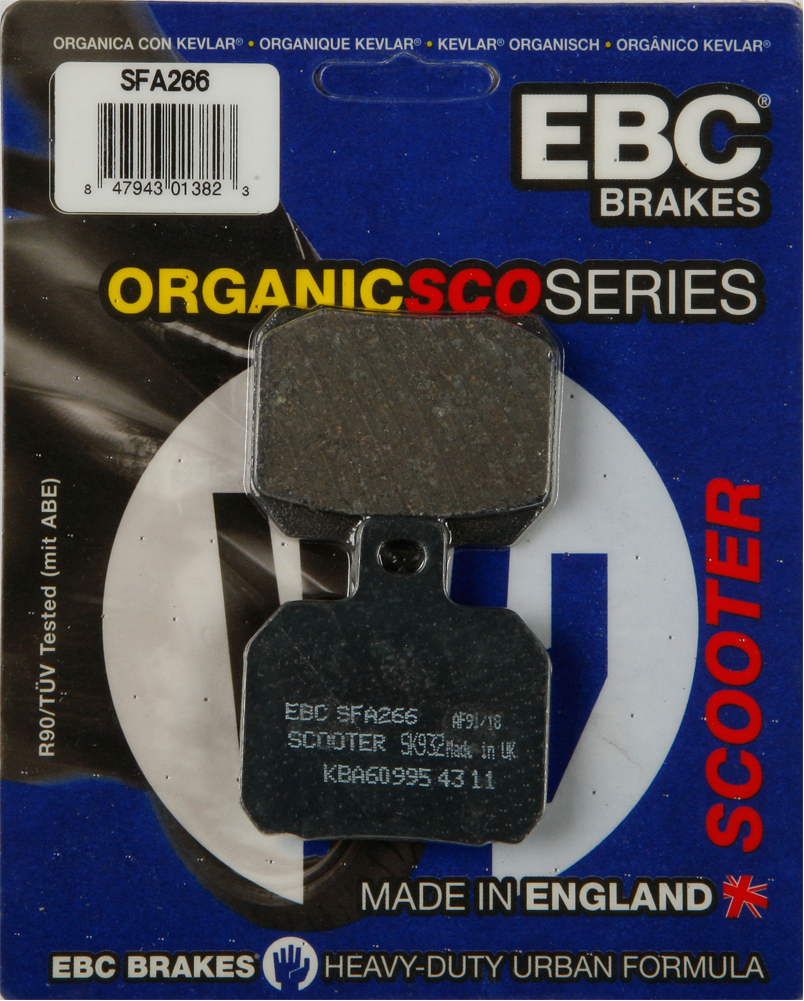 ORGANICA CON KEVLAR® • ORGANIQUE KEVLAR® • KEVLAR® ORGANISCH • ORGÂNICO KEVLAR®
SFA266
8 47943 01382 3
EBC®
BRAKES
ORGANICSCOSERIES
R90/TÜV Tested (mit ABE)
SCOOTER
EBC SFA266 AF91/18
SCOOTER SK932 Made in UK
KBA60995 43 11
MADE IN ENGLAND
EBC BRAKES® HEAVY-DUTY URBAN FORMULA